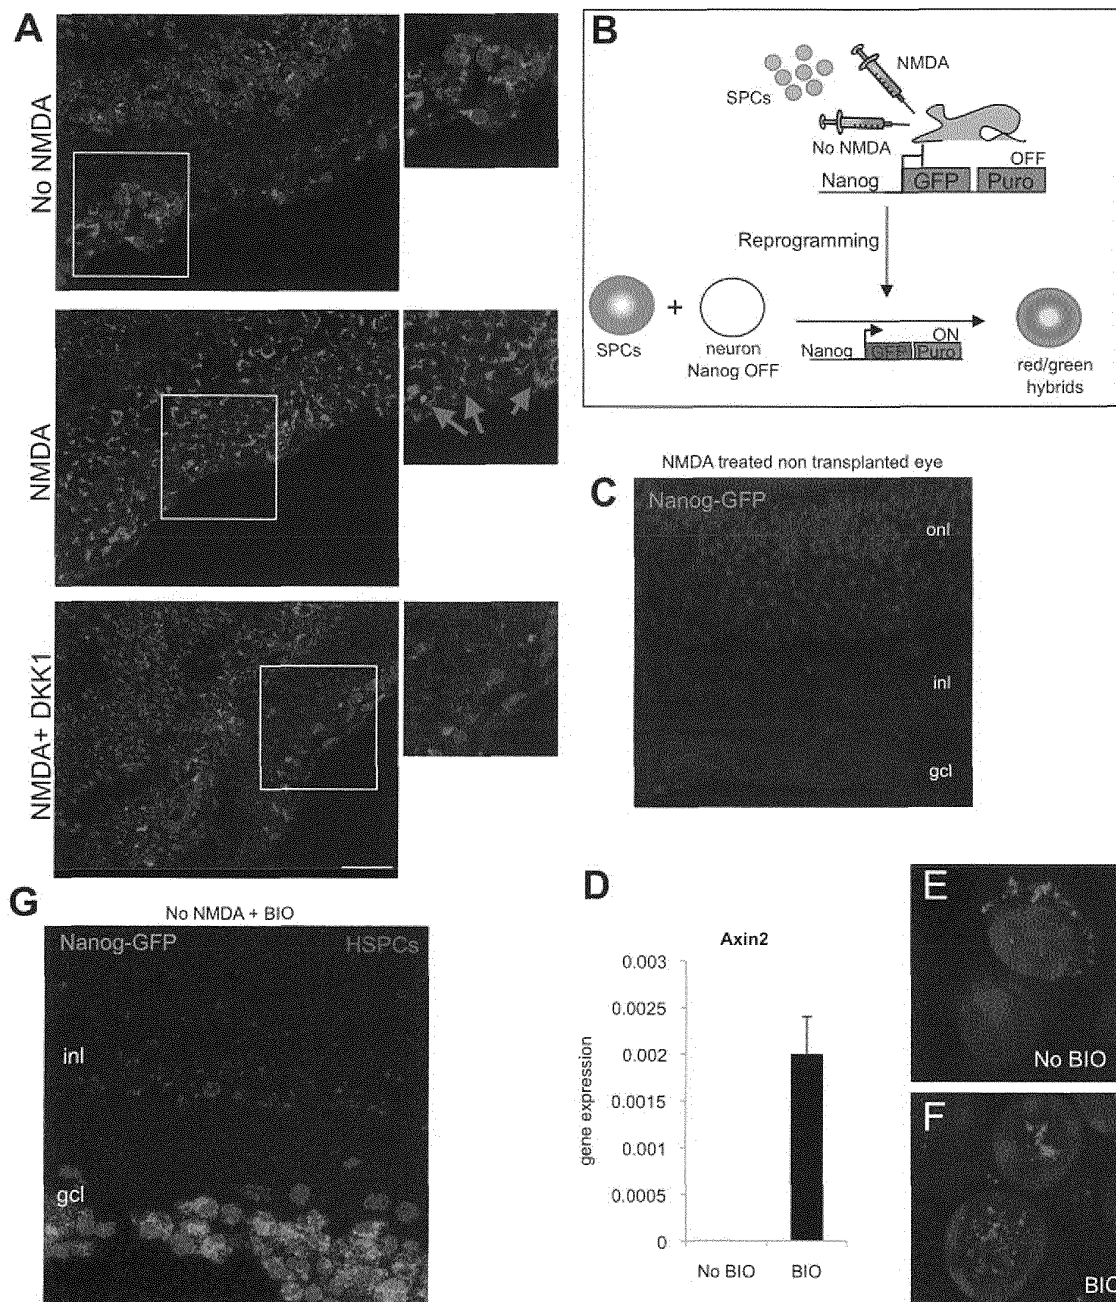 A
No NMDA
NMDA
NMDA+ DKK1
B
SPCs
NMDA
No NMDA
OFF
Nanog
GFP
Puro
Reprogramming
SPCs
+
neuron
Nanog OFF
ON
Nanog
GFP
Puro
red/green
hybrids
C
NMDA treated non transplanted eye
Nanog-GFP
onl
inl
gcl
D
Axin2
gene expression
0.003
0.0025
0.002
0.0015
0.001
0.0005
0
No BIO
BIO
E
No BIO
F
BIO
G
No NMDA + BIO
Nanog-GFP
HSPCs
inl
gcl